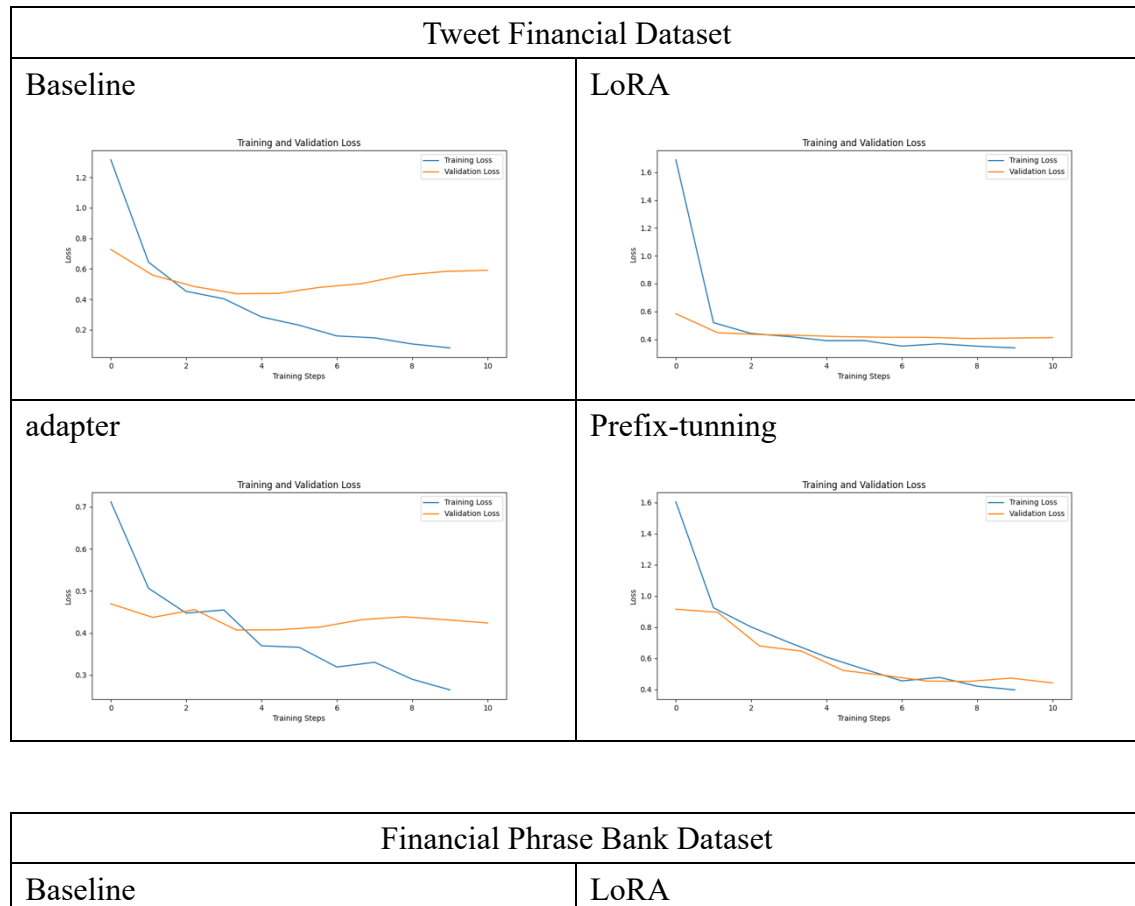 Tweet Financial Dataset
Baseline
Training and Validation Loss
Training Loss
Validation Loss
1.2
1.0
0.8
0.6
0.4
0.2
Loss
0 2 4 6 8 10
Training Steps
LoRA
Training and Validation Loss
Training Loss
Validation Loss
1.6
1.4
1.2
1.0
0.8
0.6
0.4
Loss
0 2 4 6 8 10
Training Steps
adapter
Training and Validation Loss
Training Loss
Validation Loss
0.7
0.6
0.5
0.4
0.3
Loss
0 2 4 6 8 10
Training Steps
Prefix-tunning
Training and Validation Loss
Training Loss
Validation Loss
1.6
1.4
1.2
1.0
0.8
0.6
0.4
Loss
0 2 4 6 8 10
Training Steps
Financial Phrase Bank Dataset
Baseline
LoRA